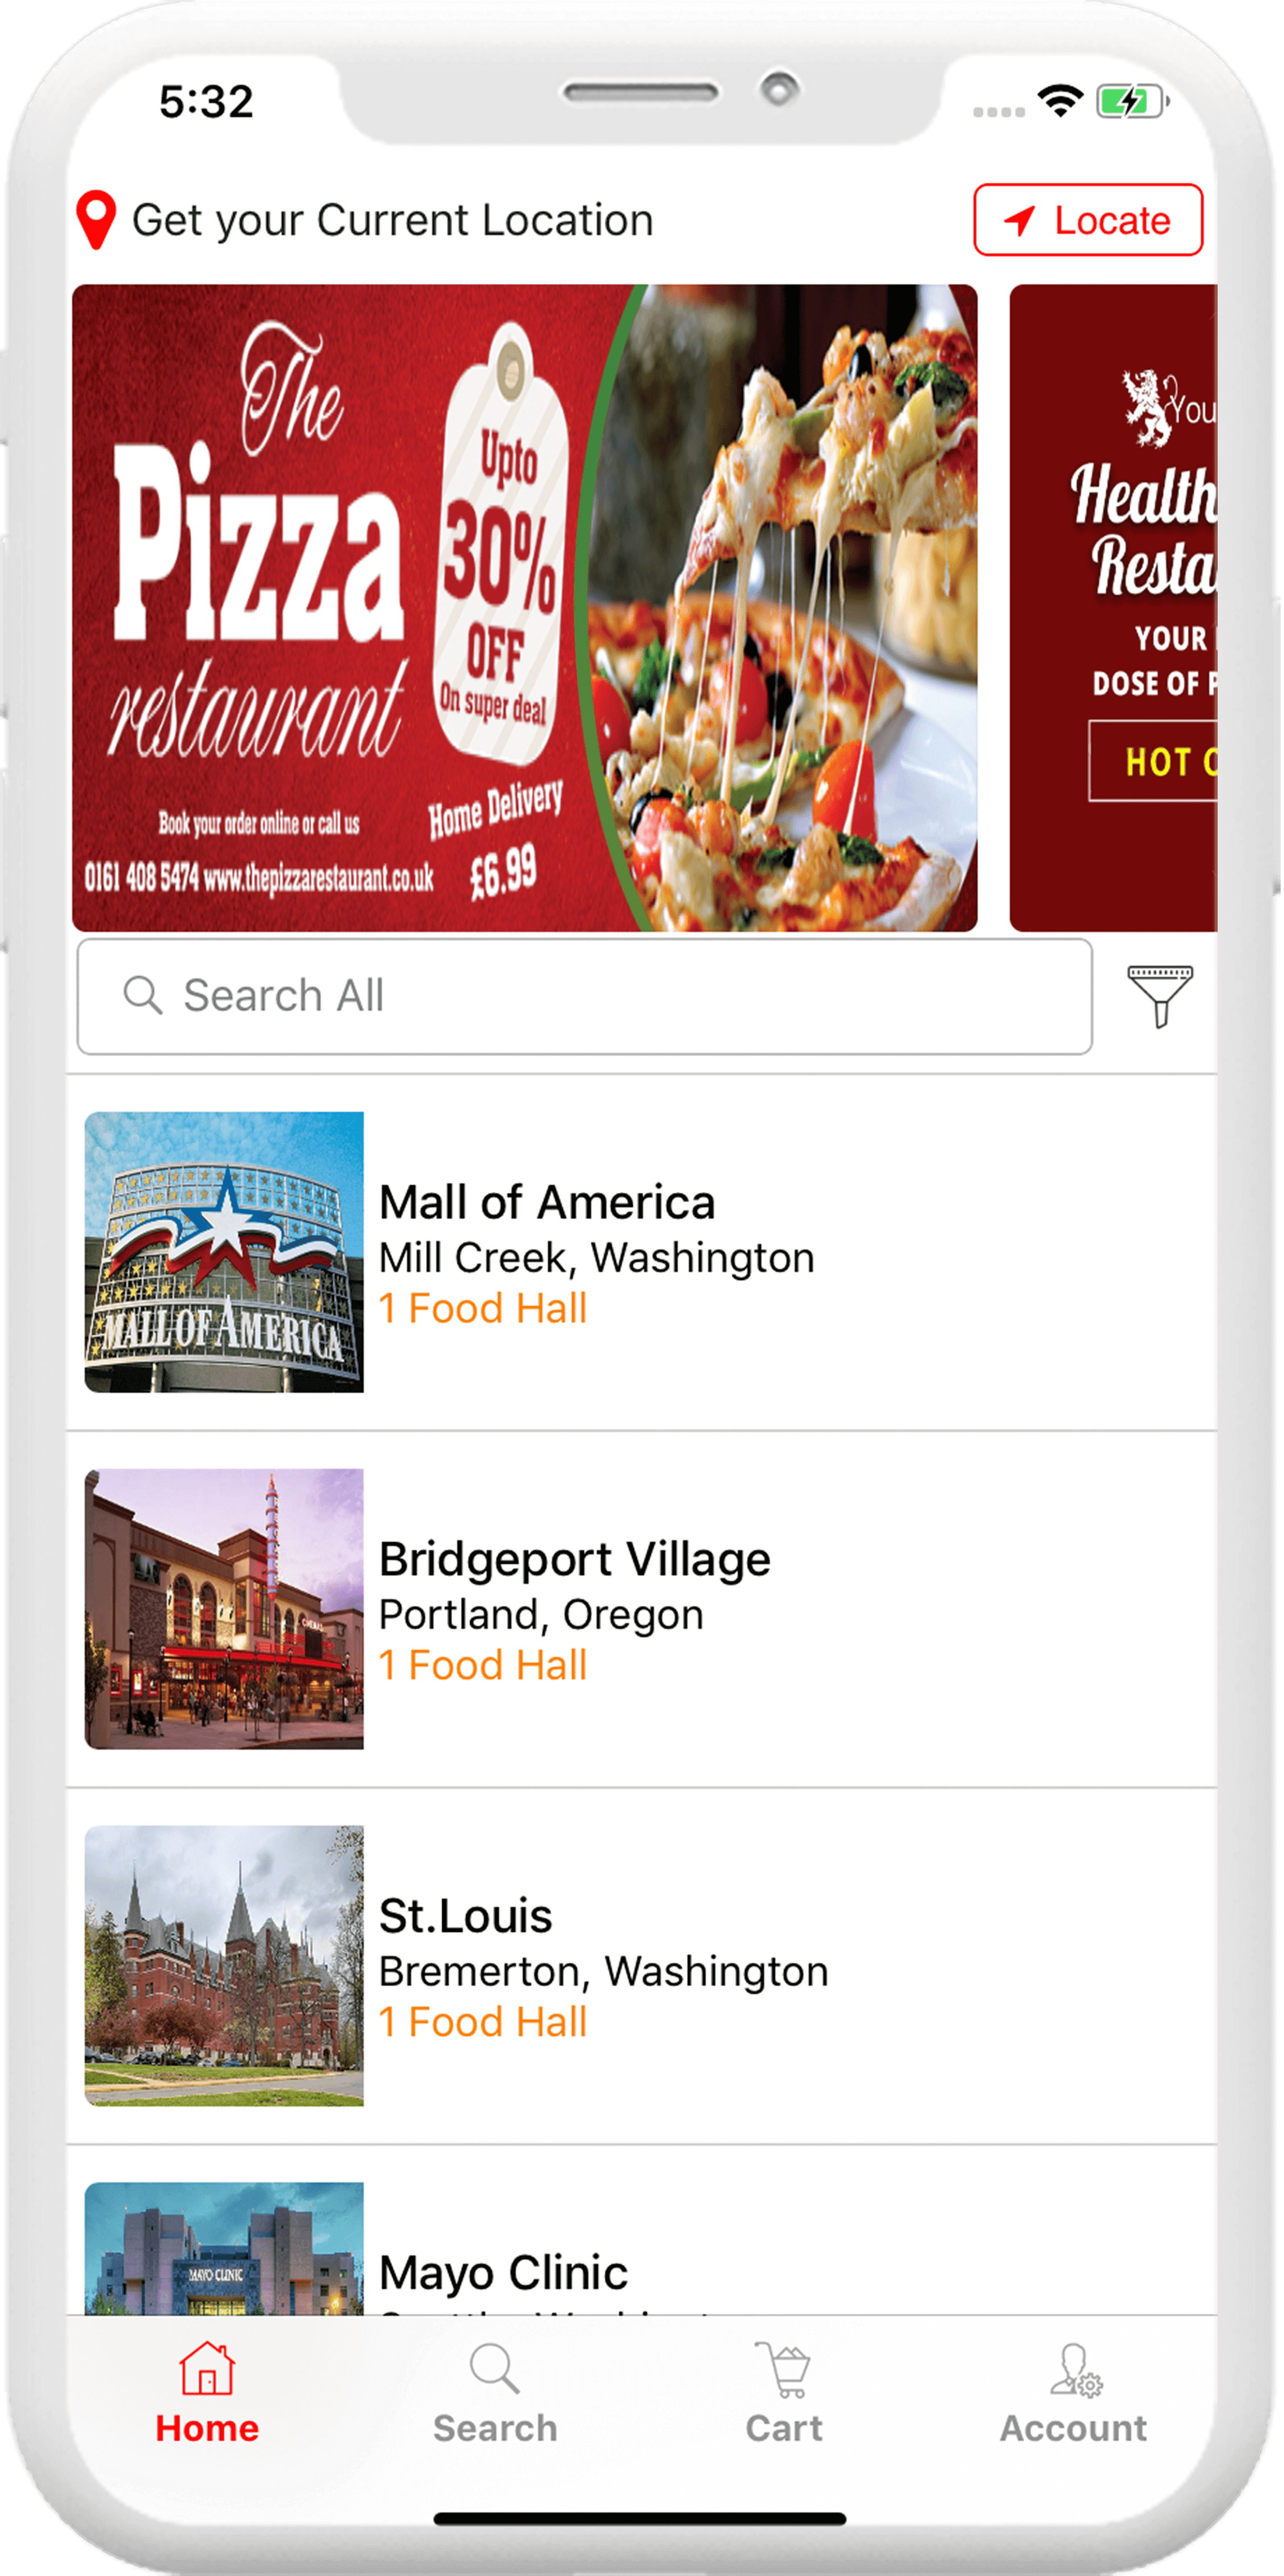 5:32
Get your Current Location
Locate
The
Pizza
restaurant
Upto
30%
OFF
On super deal
Home Delivery
£6.99
Book your order online or call us
0161 408 5474 www.thepizzarestaurant.co.uk
You
Health
Resta
YOUR
DOSE OF
HOT
Search All
MALL OF AMERICA
Mall of America
Mill Creek, Washington
1 Food Hall
CINEMAS
Bridgeport Village
Portland, Oregon
1 Food Hall
St.Louis
Bremerton, Washington
1 Food Hall
MAYO CLINIC
Mayo Clinic
Home
Search
Cart
Account